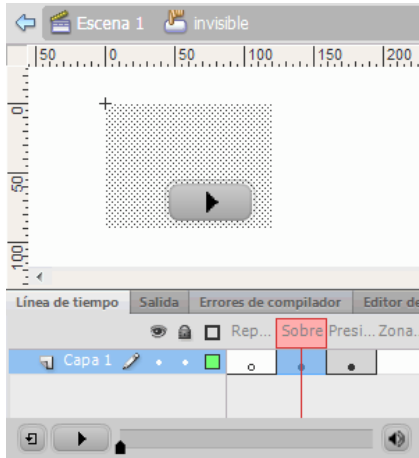 Escena 1 invisible
50 0 50 100 150 200
0
50
100
Línea de tiempo Salida Errores de compilador Editor de
Rep... Sobre Presi... Zona.
Capa 1